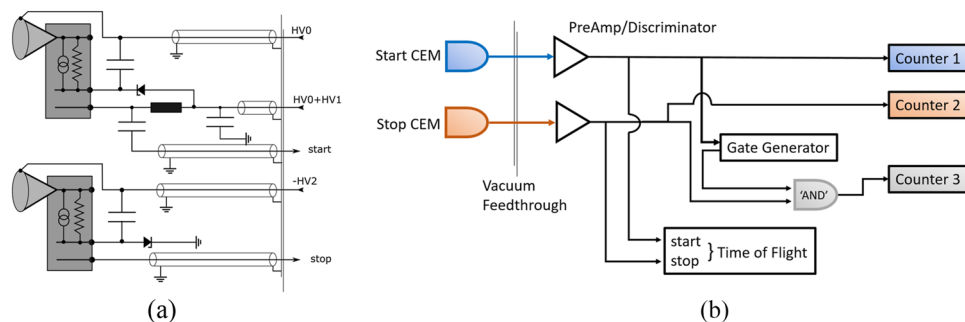 HV0
HV0+HV1
start
-HV2
stop
(a)
PreAmp/Discriminator
Start CEM
Stop CEM
Vacuum
Feedthrough
Counter 1
Counter 2
Gate Generator
'AND'
Counter 3
start
stop } Time of Flight
(b)